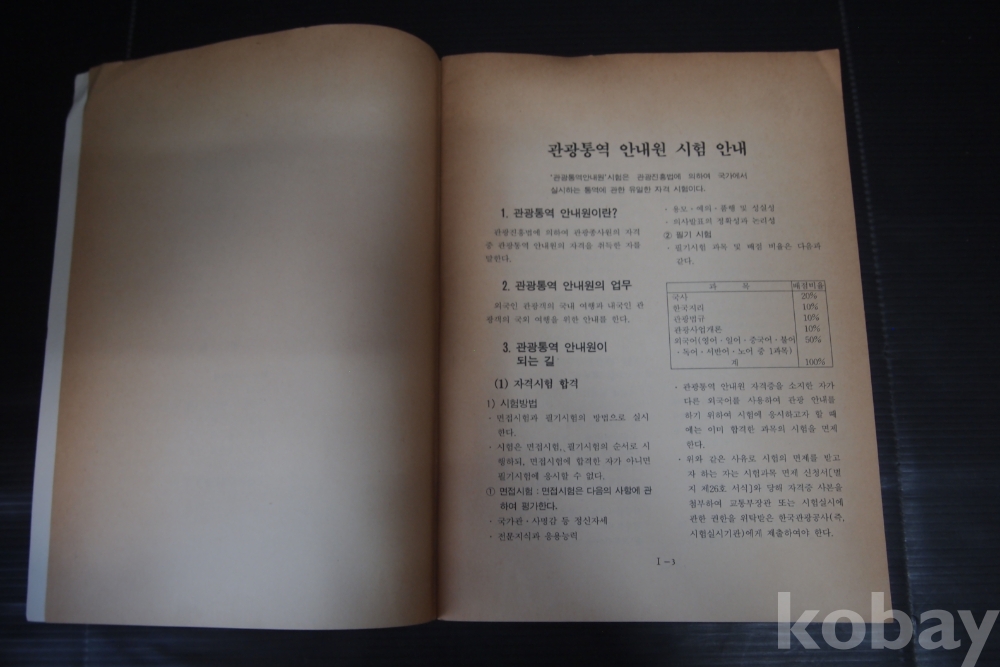 관광통역 안내원 시험 안내
'관광통역안내원'시험은 관광진흥법에 의하여 국가에서
실시하는 통역에 관한 유일한 자격 시험이다.
1. 관광통역 안내원이란?
관광진흥법에 의하여 관광종사원의 자격
중 관광통역 안내원의 자격을 취득한 자를
말한다.
2. 관광통역 안내원의 업무
외국인 관광객의 국내 여행과 내국인 관
광객의 국외 여행을 위한 안내를 한다.
3. 관광통역 안내원이
되는 길
(1) 자격시험 합격
1) 시험방법
· 면접시험과 필기시험의 방법으로 실시
한다.
· 시험은 면접시험, 필기시험의 순서로 시
행하되, 면접시험에 합격한 자가 아니면
필기시험에 응시할 수 없다.
① 면접시험 : 면접시험은 다음의 사항에 관
하여 평가한다.
· 국가관·사명감 등 정신자세
· 전문지식과 응용능력
· 용모·예의·품행 및 성실성
· 의사발표의 정확성과 논리성
② 필기 시험
· 필기시험 과목 및 배점 비율은 다음과
같다.
과 목 배점비율
국사 20%
한국지리 10%
관광법규 10%
관광사업개론 10%
외국어(영어·일어·중국어·불어 50%
·독어·서반어·노어 중 1과목)
계 100%
· 관광통역 안내원 자격증을 소지한 자가
다른 외국어를 사용하여 관광 안내를
하기 위하여 시험에 응시하고자 할 때
에는 이미 합격한 과목의 시험을 면제
한다.
· 위와 같은 사유로 시험의 면제를 받고
자 하는 자는 시험과목 면제 신청서[별
지 제26호 서식]와 당해 자격증 사본을
첨부하여 교통부장관 또는 시험실시에
관한 권한을 위탁받은 한국관광공사(즉,
시험실시기관)에게 제출하여야 한다.
I-3
kobay